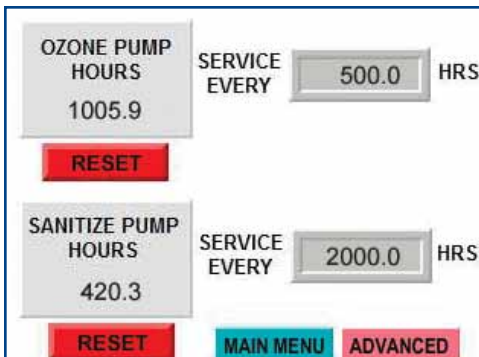 OZONE PUMP
HOURS
1005.9
SERVICE
EVERY
500.0
HRS
RESET
SANITIZE PUMP
HOURS
420.3
SERVICE
EVERY
2000.0
HRS
RESET
MAIN MENU
ADVANCED